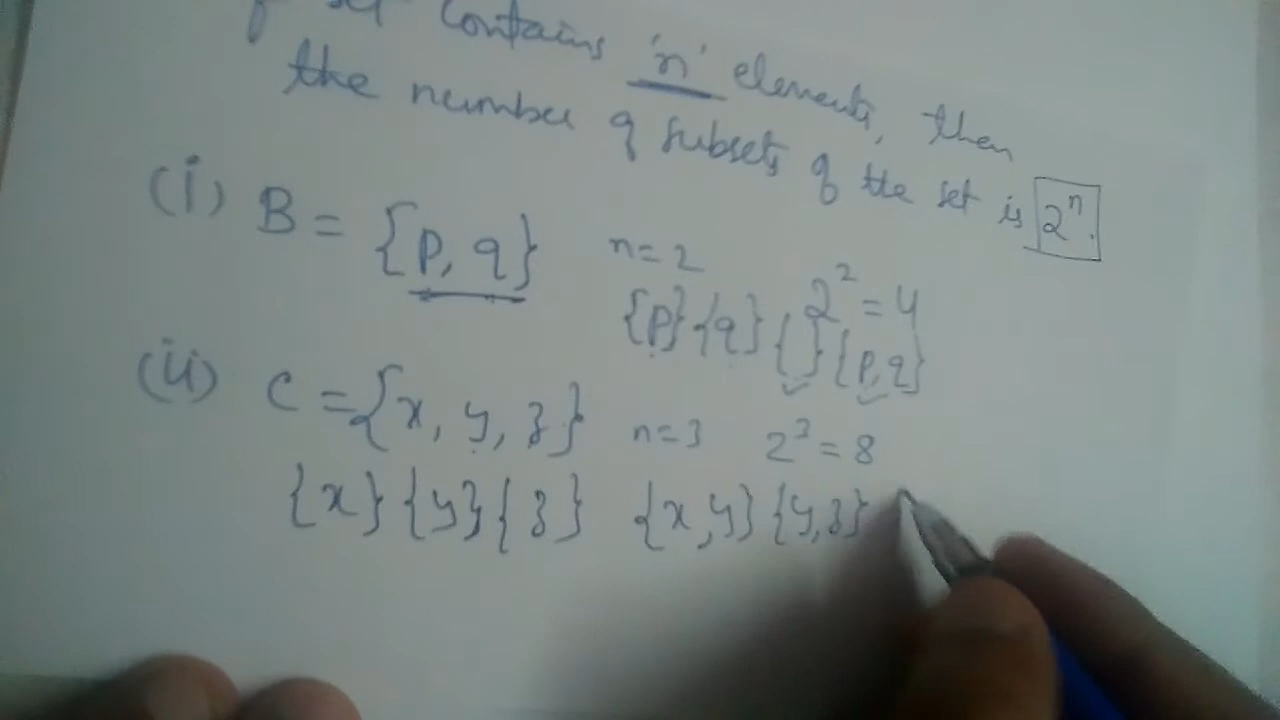 set contains 'n' elements, then
the number of subsets of the set is 2ⁿ.
(i) B = {p, q} n=2 2² = 4
{p} {q} { } {p,q}
(ii) C = {x, y, z} n=3 2³ = 8
{x} {y} {z} {x,y} {y,z}